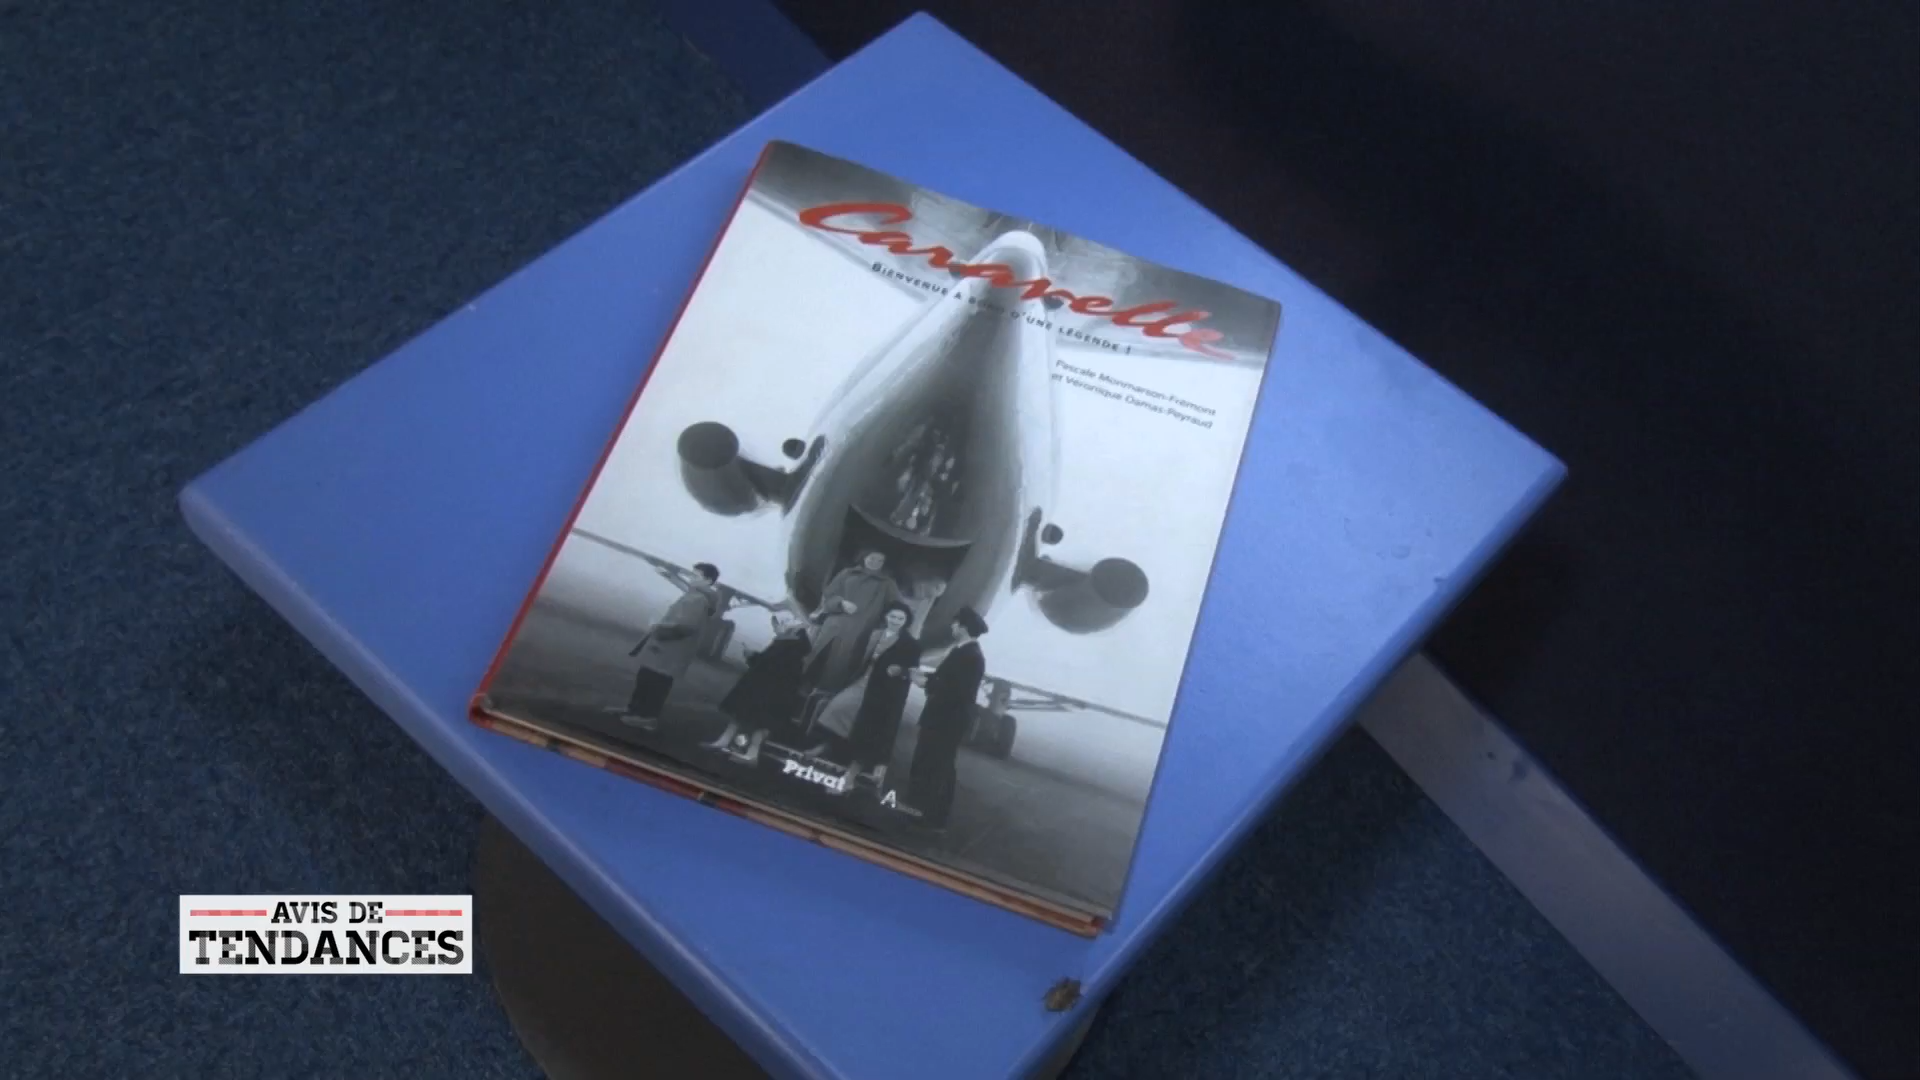 Caravelle
BIENVENUE À BORD D'UNE LÉGENDE !
Pascale Monmarson-Frémont
et Véronique Damas-Peyraud
Privat
AVIS DE
TENDANCES